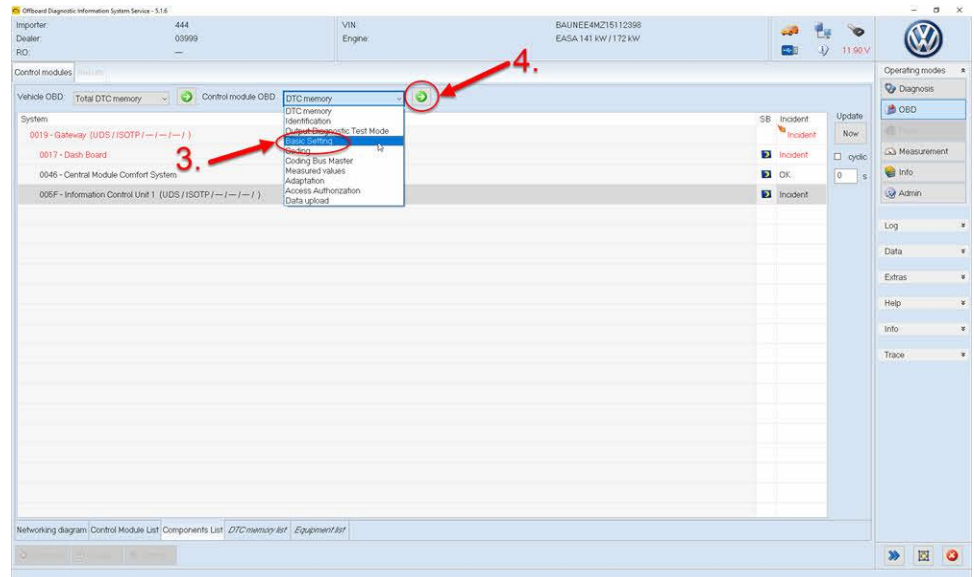 Offboard Diagnostic Information System Service - 5.1.6
Importer: 444 VIN: BAUNEE4MZ15112398
Dealer: 03999 Engine: EASA 141 kW / 172 kW
RO: —
11.90 V
4.
Control modules
Vehicle OBD: Total DTC memory Control module OBD: DTC memory
DTC memory
Identification
Output Diagnostic Test Mode
Basic Setting
Coding
Coding Bus Master
Measured values
Adaptation
Access Authorization
Data upload
3.
System SB Incident
0019 - Gateway (UDS / ISOTP / — / — / — / ) Incident
0017 - Dash Board Incident
0046 - Central Module Comfort System OK
005F - Information Control Unit 1 (UDS / ISOTP / — / — / — / ) Incident
Update
Now
cyclic
0 s
Operating modes
Diagnosis
OBD
Measurement
Info
Admin
Log
Data
Extras
Help
Info
Trace
Networking diagram Control Module List Components List DTC memory list Equipment list